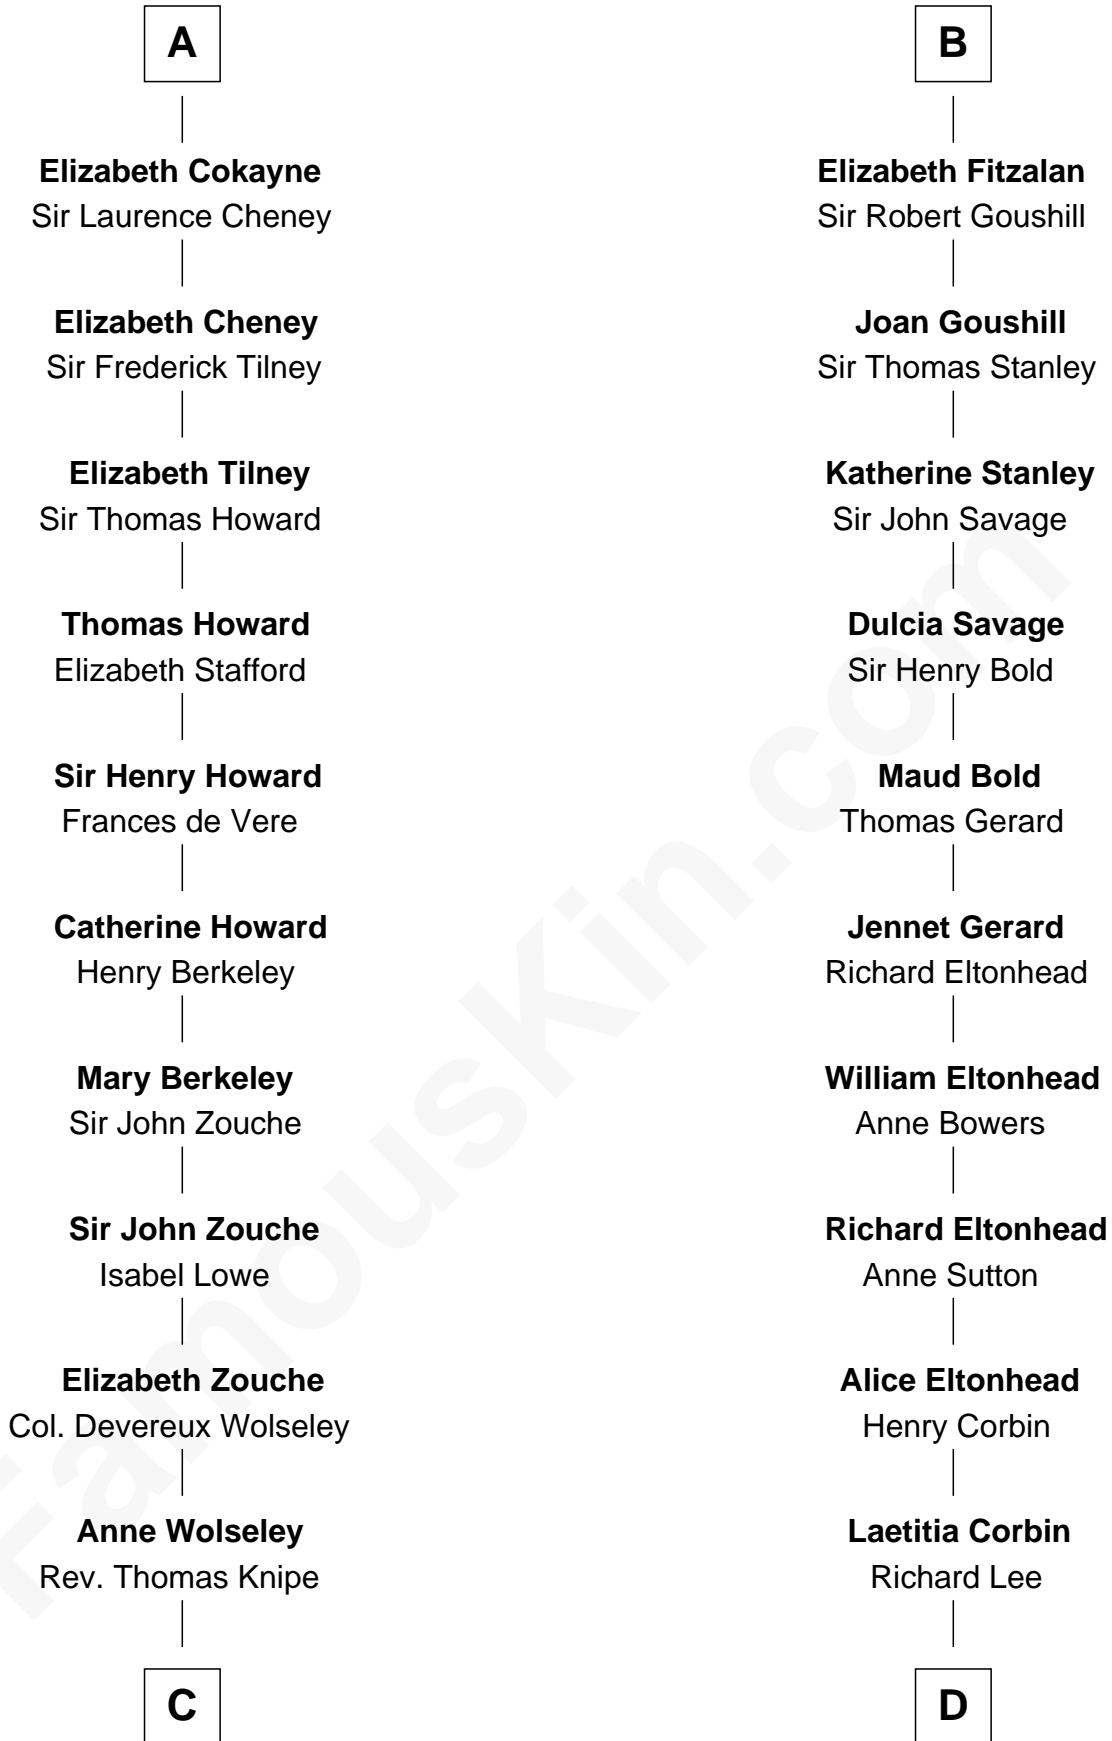 A
Elizabeth Cokayne
Sir Laurence Cheney
Elizabeth Cheney
Sir Frederick Tilney
Elizabeth Tilney
Sir Thomas Howard
Thomas Howard
Elizabeth Stafford
Sir Henry Howard
Frances de Vere
Catherine Howard
Henry Berkeley
Mary Berkeley
Sir John Zouche
Sir John Zouche
Isabel Lowe
Elizabeth Zouche
Col. Devereux Wolseley
Anne Wolseley
Rev. Thomas Knipe
C
B
Elizabeth Fitzalan
Sir Robert Goushill
Joan Goushill
Sir Thomas Stanley
Katherine Stanley
Sir John Savage
Dulcia Savage
Sir Henry Bold
Maud Bold
Thomas Gerard
Jennet Gerard
Richard Eltonhead
William Eltonhead
Anne Bowers
Richard Eltonhead
Anne Sutton
Alice Eltonhead
Henry Corbin
Laetitia Corbin
Richard Lee
D
FamousKin.com